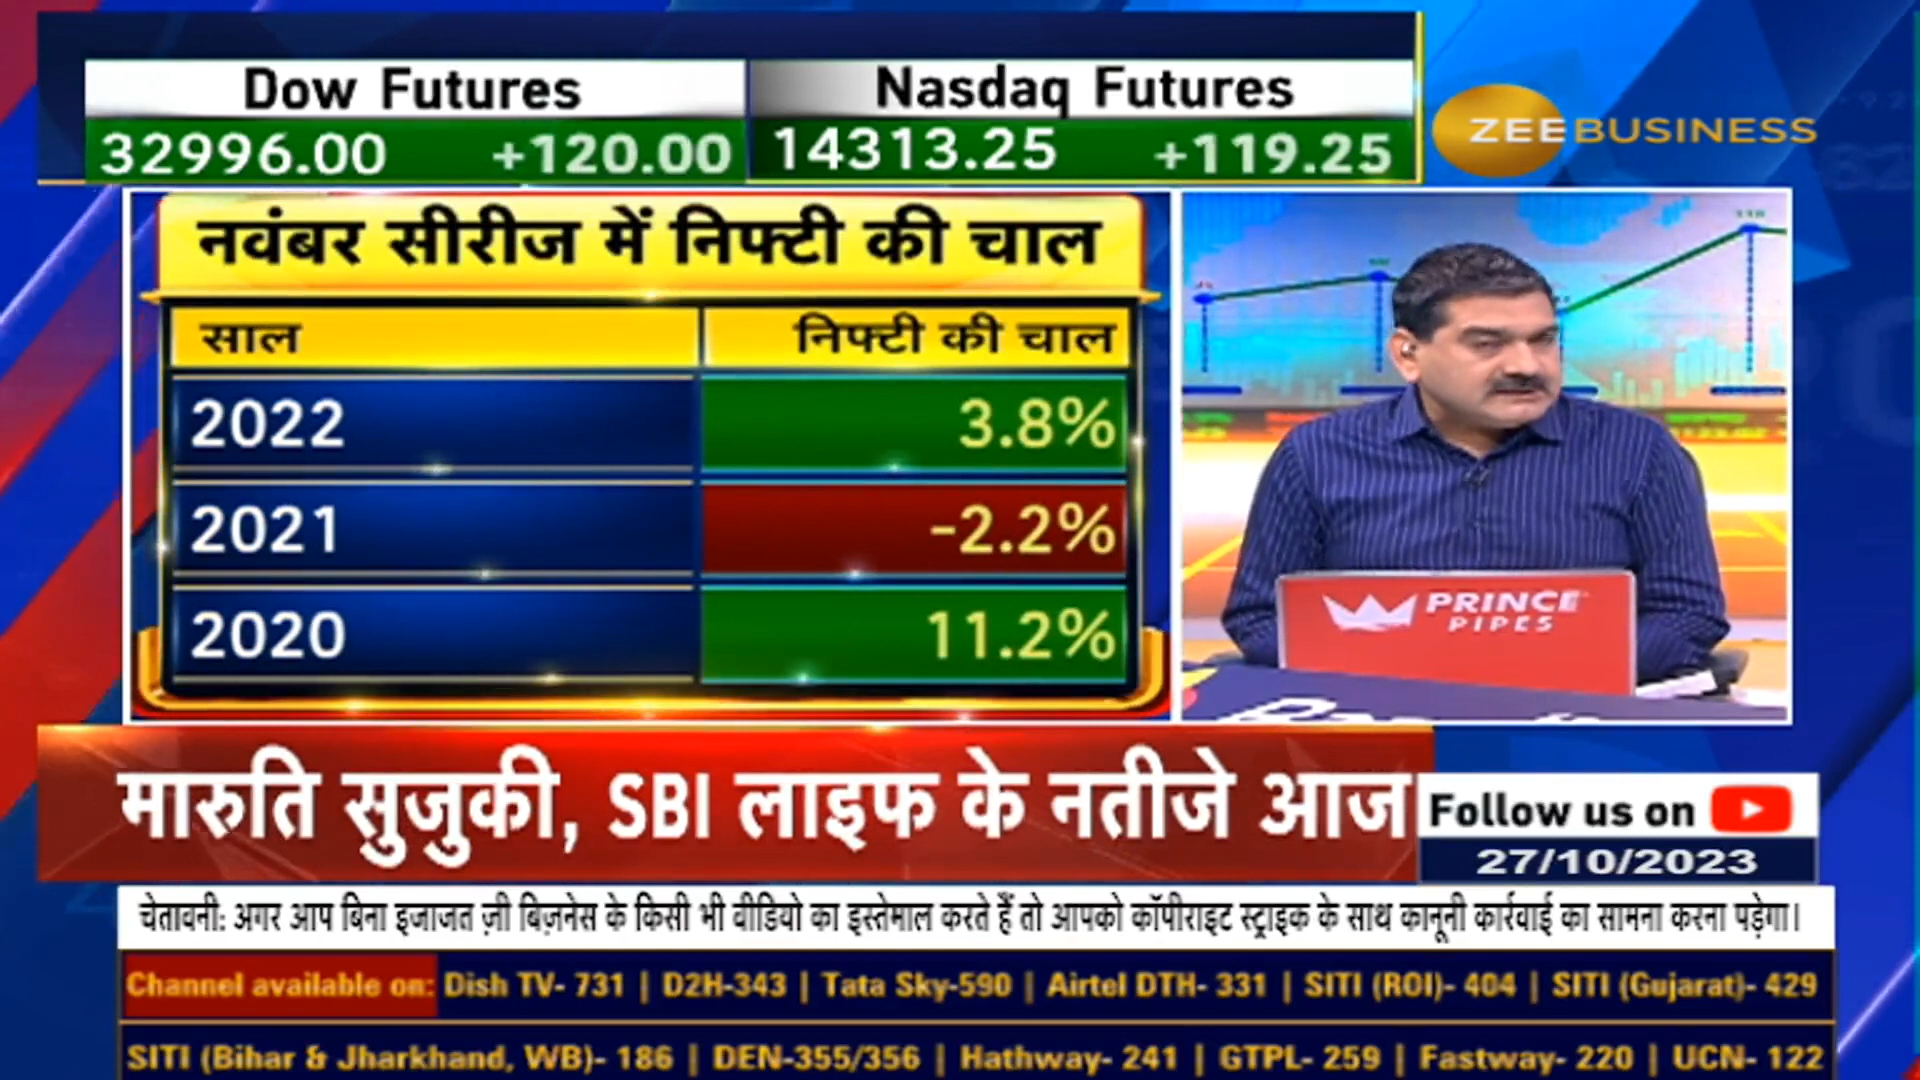 Dow Futures
32996.00 +120.00
Nasdaq Futures
14313.25 +119.25
ZEEBUSINESS
नवंबर सीरीज में निफ्टी की चाल
साल निफ्टी की चाल
2022 3.8%
2021 -2.2%
2020 11.2%
PRINCE
PIPES
मारुति सुजुकी, SBI लाइफ के नतीजे आज
Follow us on
27/10/2023
चेतावनी: अगर आप बिना इजाजत ज़ी बिज़नेस के किसी भी वीडियो का इस्तेमाल करते हैं तो आपको कॉपीराइट स्ट्राइक के साथ कानूनी कार्रवाई का सामना करना पड़ेगा।
Channel available on: Dish TV- 731 | D2H-343 | Tata Sky-590 | Airtel DTH- 331 | SITI (ROI)- 404 | SITI (Gujarat)- 429
SITI (Bihar & Jharkhand, WB)- 186 | DEN-355/356 | Hathway- 241 | GTPL- 259 | Fastway- 220 | UCN- 122